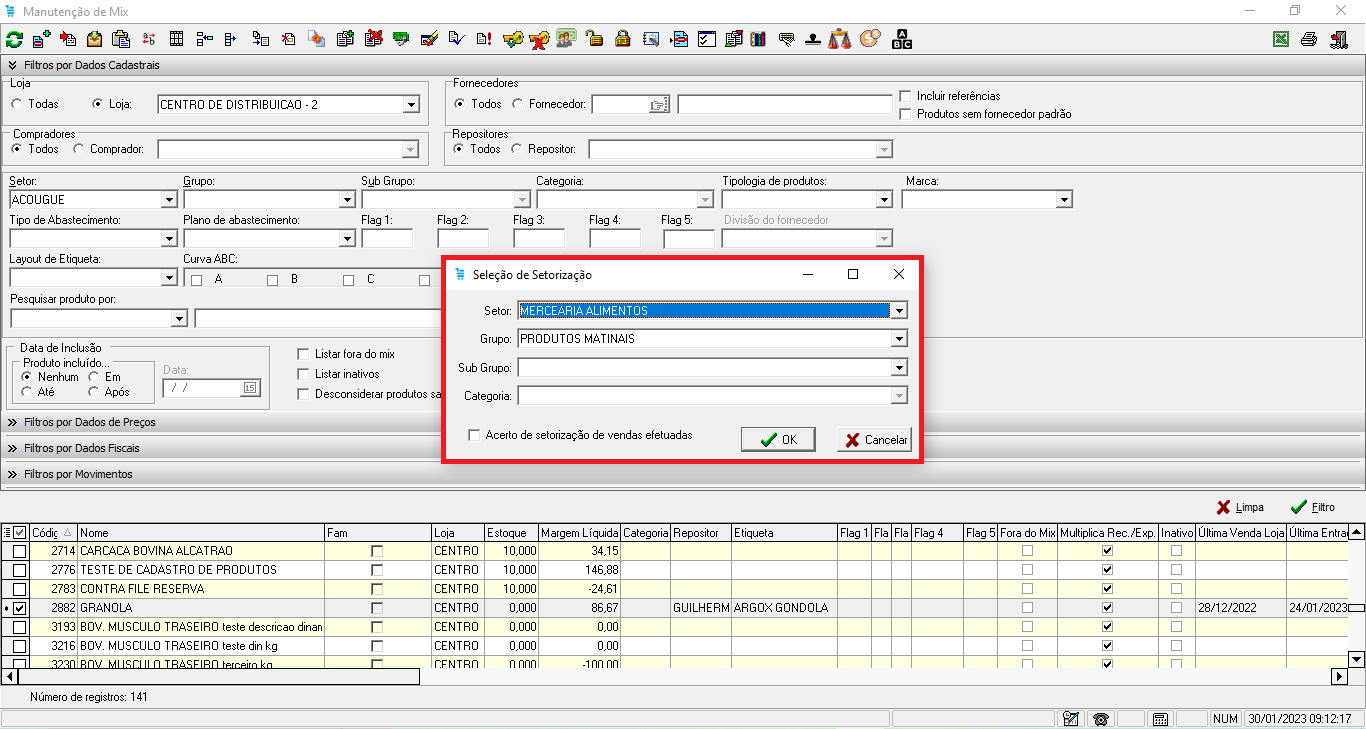 Manutenção de Mix
Filtros por Dados Cadastrais
Loja
Todas Loja: CENTRO DE DISTRIBUICAO - 2
Fornecedores
Todos Fornecedor:
Incluir referências
Produtos sem fornecedor padrão
Compradores
Todos Comprador:
Repositores
Todos Repositor:
Setor: Grupo: Sub Grupo: Categoria: Tipologia de produtos: Marca:
ACOUGUE
Tipo de Abastecimento: Plano de abastecimento: Flag 1: Flag 2: Flag 3: Flag 4: Flag 5: Divisão do fornecedor
Layout de Etiqueta: Curva ABC:
A B C
Pesquisar produto por:
Data de Inclusão
Produto incluído...
Nenhum Em
Até Após
Data:
/ / 15
Listar fora do mix
Listar inativos
Desconsiderar produtos sa
Seleção de Setorização
Setor: MERCEARIA ALIMENTOS
Grupo: PRODUTOS MATINAIS
Sub Grupo:
Categoria:
Acerto de setorização de vendas efetuadas OK Cancelar
Filtros por Dados de Preços
Filtros por Dados Fiscais
Filtros por Movimentos
Limpa Filtro
Códig Nome Fam Loja Estoque Margem Líquida Categoria Repositor Etiqueta Flag 1 Fla Fla Flag 4 Flag 5 Fora do Mix Multiplica Rec./Exp. Inativo Última Venda Loja Última Entrad
2714 CARCACA BOVINA ALCATRAO CENTRO 10,000 34,15
2776 TESTE DE CADASTRO DE PRODUTOS CENTRO 10,000 146,88
2783 CONTRA FILE RESERVA CENTRO 10,000 -24,61
2882 GRANOLA CENTRO 0,000 86,67 GUILHERM ARGOX GONDOLA 28/12/2022 24/01/2023
3193 BOV. MUSCULO TRASEIRO teste descricao dinan CENTRO 0,000 0,00
3216 BOV. MUSCULO TRASEIRO teste din kg CENTRO 0,000 0,00
3230 BOV. MUSCULO TRASEIRO terceiro kg CENTRO 0,000 -100,00
Número de registros: 141
NUM 30/01/2023 09:12:17